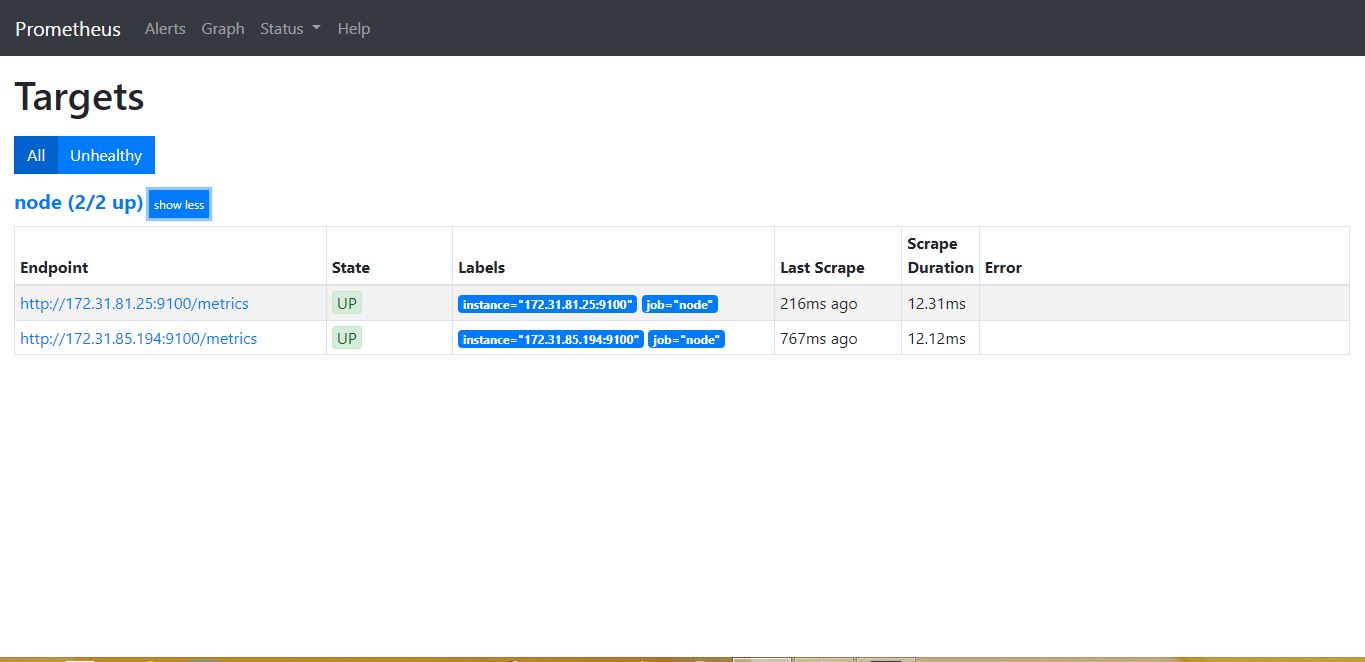 Prometheus Alerts Graph Status Help
Targets
All Unhealthy
node (2/2 up) show less
Endpoint State Labels Last Scrape Scrape Duration Error
http://172.31.81.25:9100/metrics UP instance="172.31.81.25:9100" job="node" 216ms ago 12.31ms
http://172.31.85.194:9100/metrics UP instance="172.31.85.194:9100" job="node" 767ms ago 12.12ms